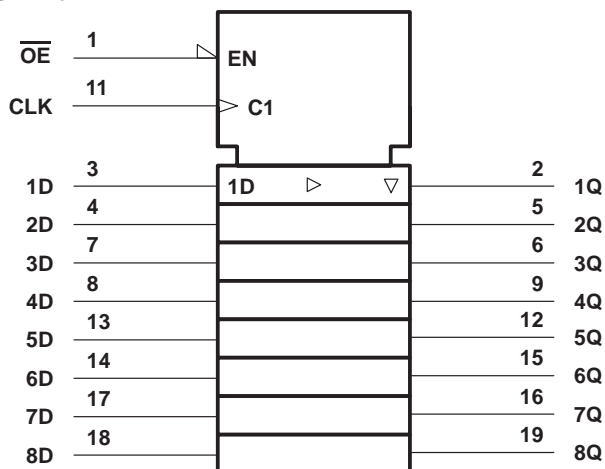 OE 1 EN
CLK 11 C1
1D 3 1D 2 1Q
2D 4 5 2Q
3D 7 6 3Q
4D 8 9 4Q
5D 13 12 5Q
6D 14 15 6Q
7D 17 16 7Q
8D 18 19 8Q